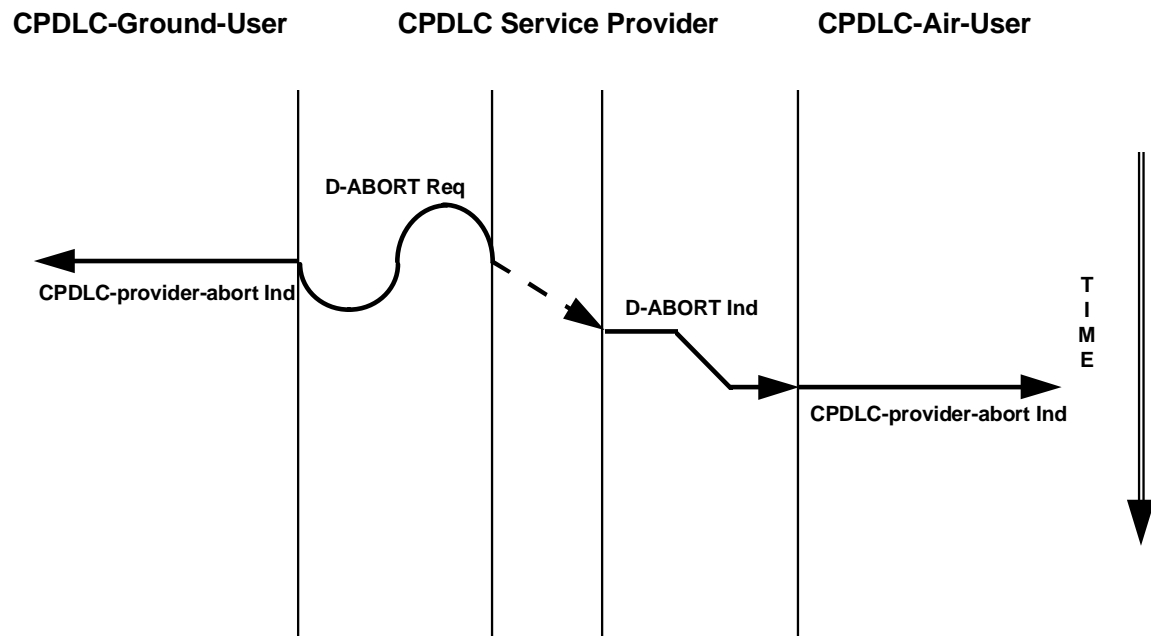 CPDLC-Ground-User
CPDLC Service Provider
CPDLC-Air-User
D-ABORT Req
CPDLC-provider-abort Ind
D-ABORT Ind
T
I
M
E
CPDLC-provider-abort Ind